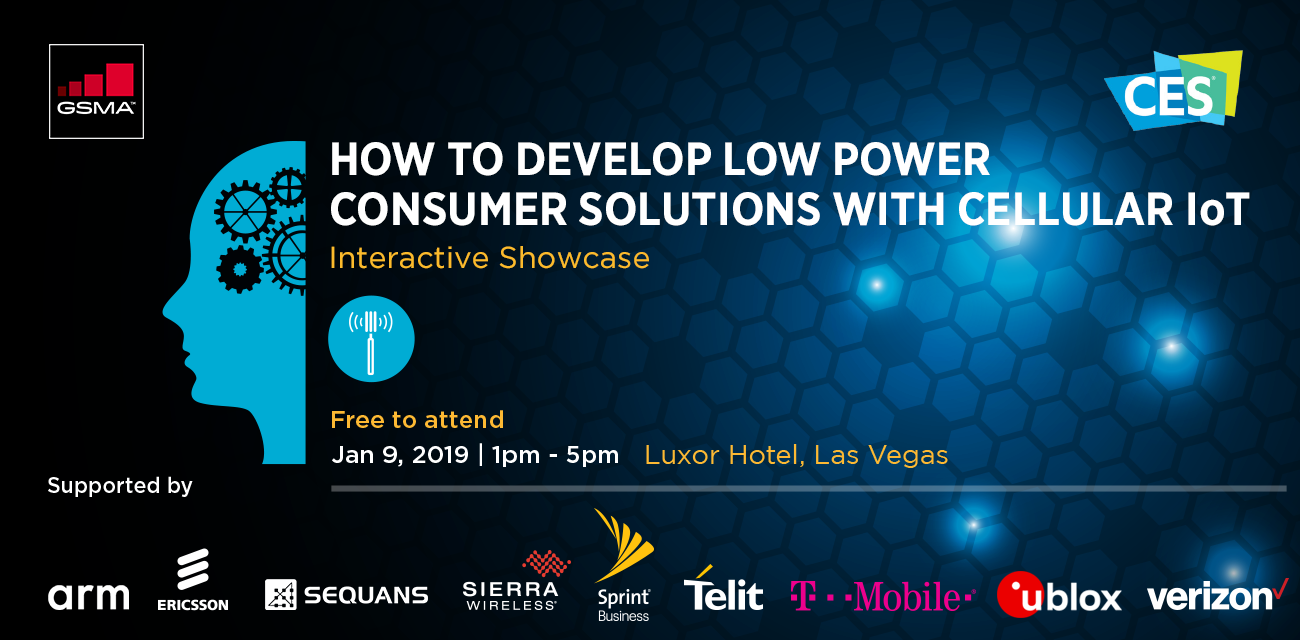 GSMA™
CES®
HOW TO DEVELOP LOW POWER
CONSUMER SOLUTIONS WITH CELLULAR IoT
Interactive Showcase
Free to attend
Jan 9, 2019 | 1pm - 5pm Luxor Hotel, Las Vegas
Supported by
arm
ERICSSON
SEQUANS
SIERRA
WIRELESS®
Sprint
Business
Telit
T··Mobile·®
ublox
verizon✓